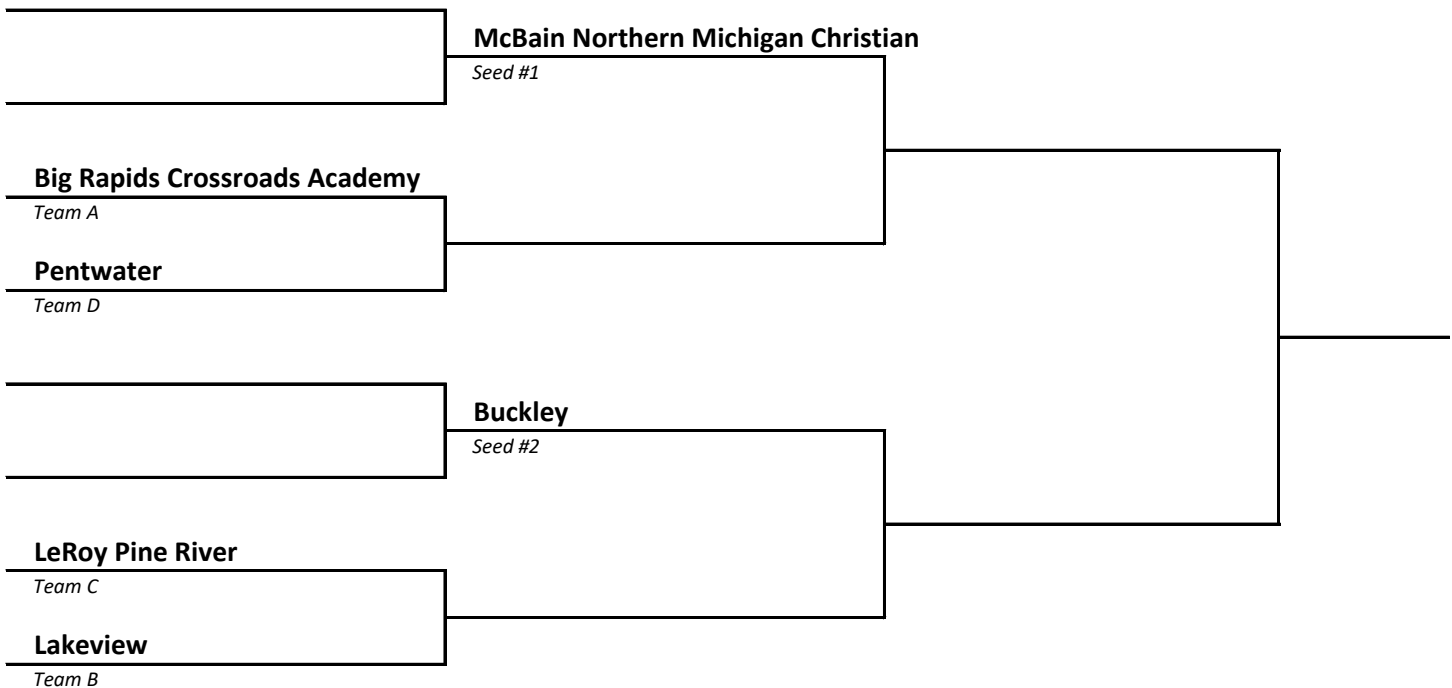 McBain Northern Michigan Christian
Seed #1
Big Rapids Crossroads Academy
Team A
Pentwater
Team D
Buckley
Seed #2
LeRoy Pine River
Team C
Lakeview
Team B